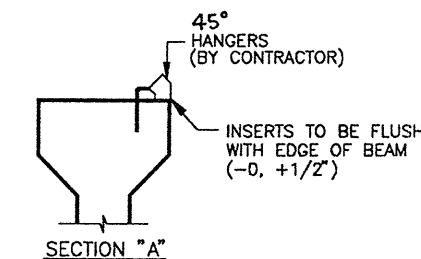 45°
HANGERS
(BY CONTRACTOR)
INSERTS TO BE FLUSH
WITH EDGE OF BEAM
(-0, +1/2")
SECTION "A"